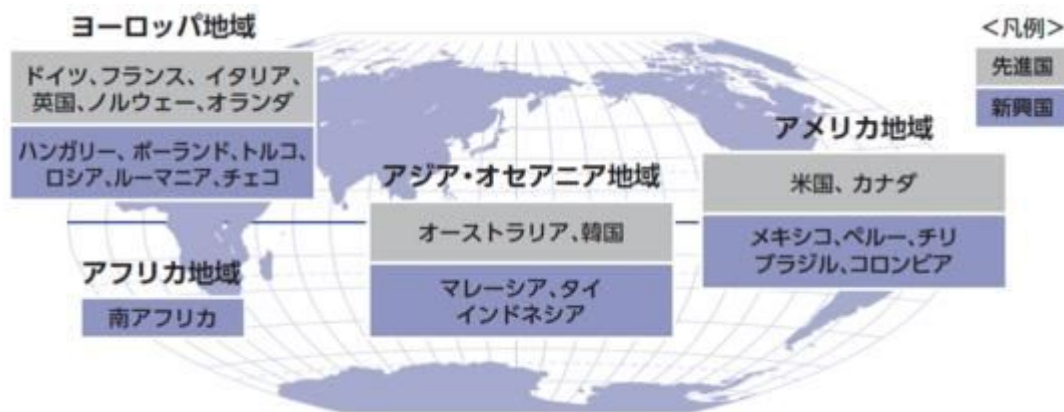 ヨーロッパ地域
ドイツ、フランス、イタリア、
英国、ノルウェー、オランダ
ハンガリー、ポーランド、トルコ、
ロシア、ルーマニア、チェコ
アフリカ地域
南アフリカ
アジア・オセアニア地域
オーストラリア、韓国
マレーシア、タイ
インドネシア
アメリカ地域
米国、カナダ
メキシコ、ペルー、チリ
ブラジル、コロンビア
<凡例>
先進国
新興国